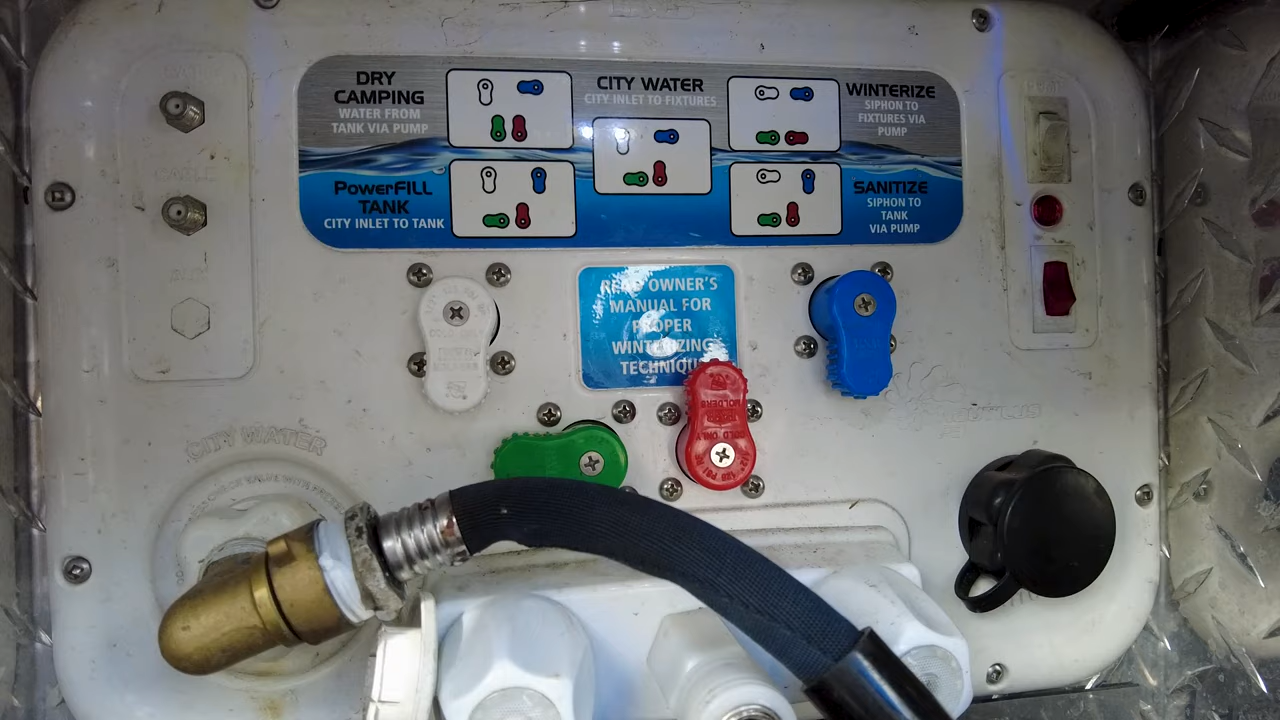 DRY
CAMPING
WATER FROM
TANK VIA PUMP
CITY WATER
CITY INLET TO FIXTURES
WINTERIZE
SIPHON TO
FIXTURES VIA
PUMP
PowerFILL
TANK
CITY INLET TO TANK
SANITIZE
SIPHON TO
TANK
VIA PUMP
CABLE
READ OWNER'S
MANUAL FOR
PROPER
WINTERIZING
TECHNIQUE
HOLDERS
CITY WATER